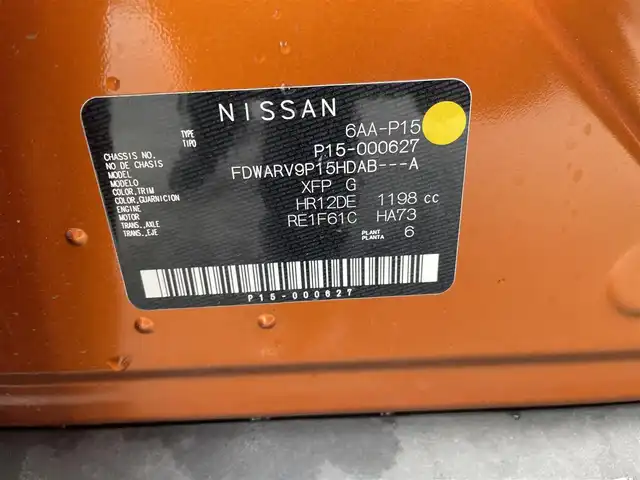 NISSAN
TYPE
TIPO
6AA-P15
CHASSIS NO.
NO DE CHASIS
P15-000627
MODEL
MODELO
FDWARV9P15HDAB---A
COLOR,TRIM
COLOR,GUARNICION
XFP G
ENGINE
MOTOR
HR12DE 1198 cc
TRANS.,AXLE
TRANS.,EJE
RE1F61C HA73
PLANT
PLANTA
6
P15-000627